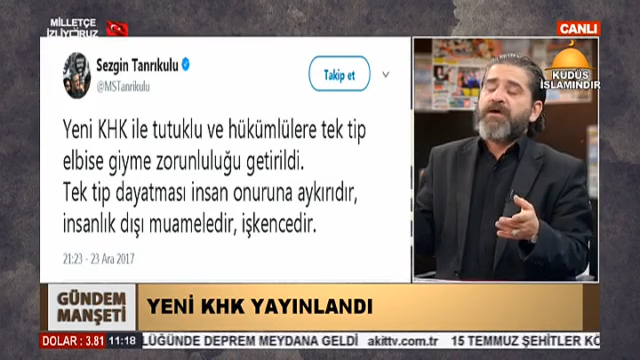 MİLLETÇE
İZLİYORUZ
CANLI
KUDÜS
İSLAMINDIR
Sezgin Tanrıkulu
@MSTanrikulu
Takip et
Yeni KHK ile tutuklu ve hükümlülere tek tip
elbise giyme zorunluluğu getirildi.
Tek tip dayatması insan onuruna aykırıdır,
insanlık dışı muameledir, işkencedir.
21:23 - 23 Ara 2017
GÜNDEM
MANŞETİ
YENİ KHK YAYINLANDI
DOLAR : 3.81 11:18 LÜĞÜNDE DEPREM MEYDANA GELDİ akittv.com.tr 15 TEMMUZ ŞEHİTLER KÖ